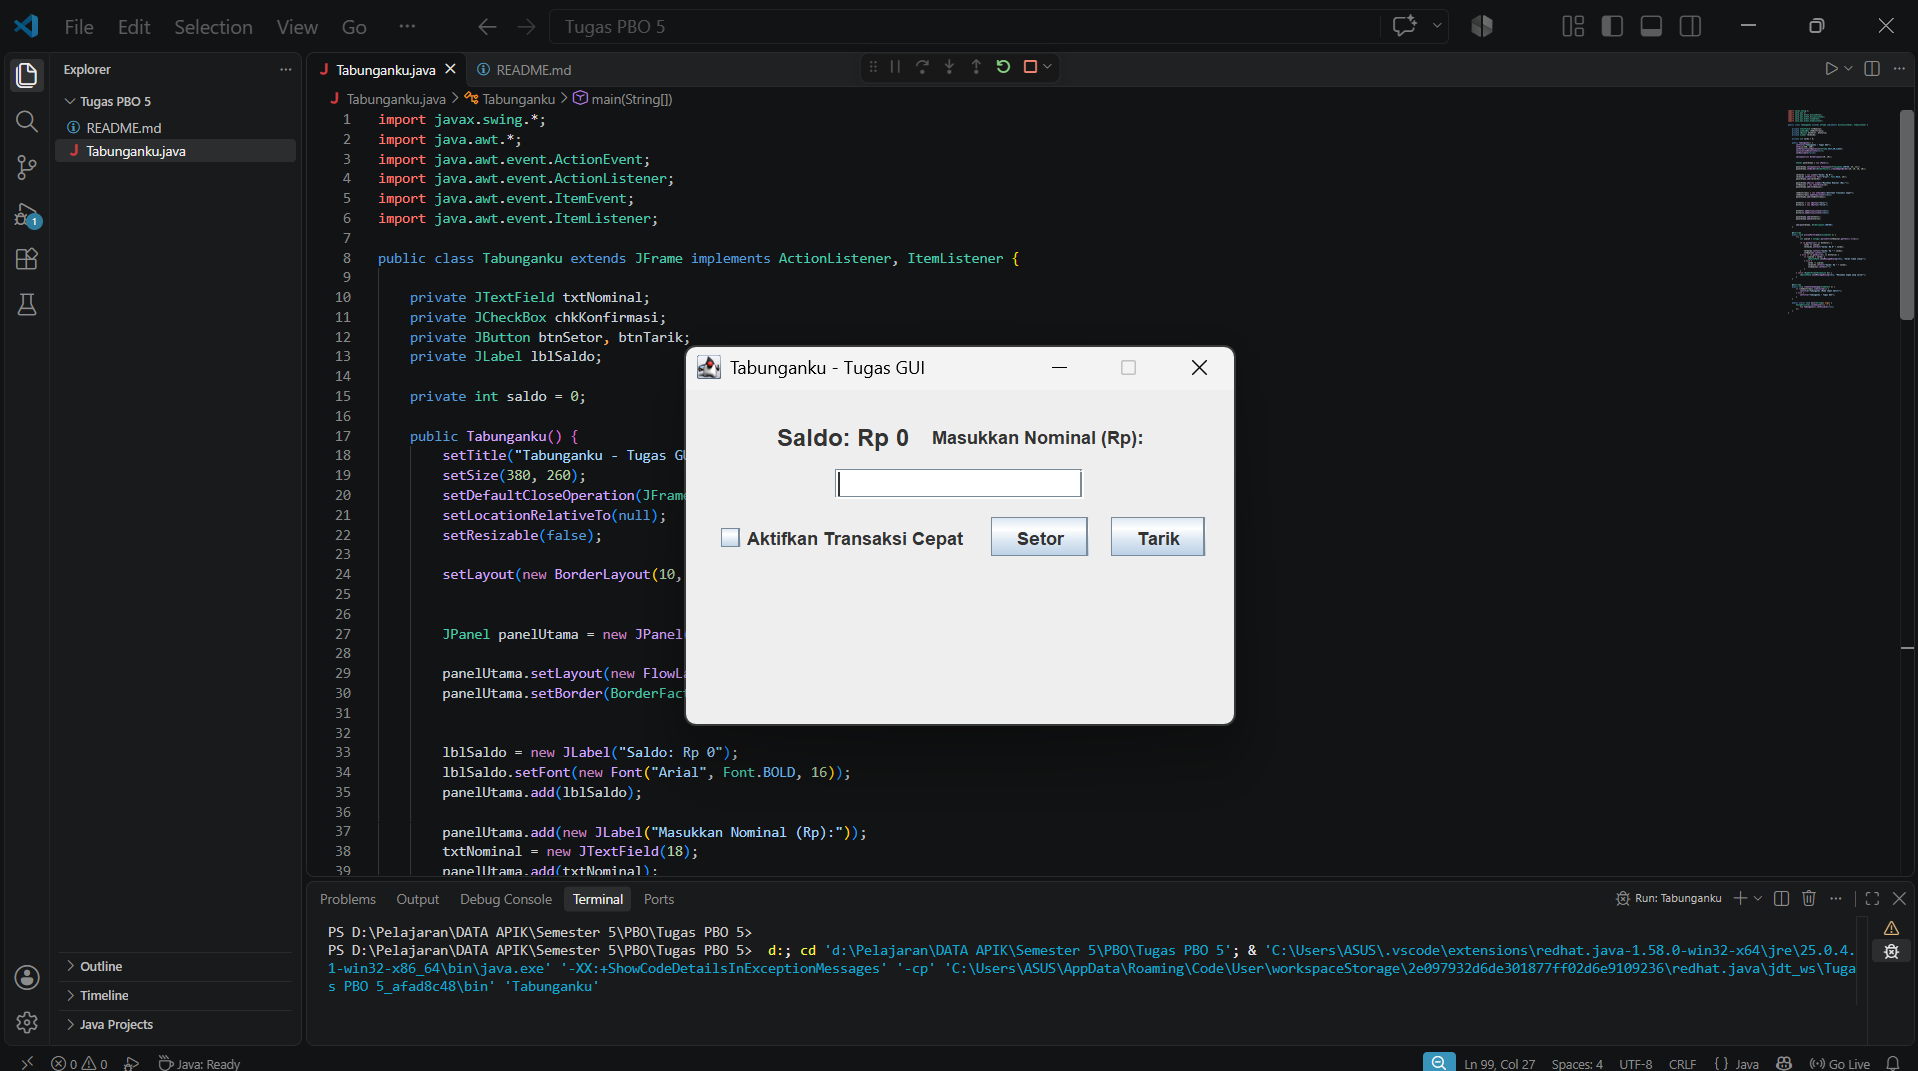 File Edit Selection View Go ··· Tugas PBO 5
Explorer ···
Tugas PBO 5
README.md
J Tabunganku.java
1
Outline
Timeline
Java Projects
J Tabunganku.java README.md
J Tabunganku.java > Tabunganku > main(String[])
1 import javax.swing.*;
2 import java.awt.*;
3 import java.awt.event.ActionEvent;
4 import java.awt.event.ActionListener;
5 import java.awt.event.ItemEvent;
6 import java.awt.event.ItemListener;
7
8 public class Tabunganku extends JFrame implements ActionListener, ItemListener {
9
10 private JTextField txtNominal;
11 private JCheckBox chkKonfirmasi;
12 private JButton btnSetor, btnTarik;
13 private JLabel lblSaldo;
14
15 private int saldo = 0;
16
17 public Tabunganku() {
18 setTitle("Tabunganku - Tugas GU
19 setSize(380, 260);
20 setDefaultCloseOperation(JFrame
21 setLocationRelativeTo(null);
22 setResizable(false);
23
24 setLayout(new BorderLayout(10,
25
26
27 JPanel panelUtama = new JPanel
28
29 panelUtama.setLayout(new FlowLa
30 panelUtama.setBorder(BorderFact
31
32
33 lblSaldo = new JLabel("Saldo: Rp 0");
34 lblSaldo.setFont(new Font("Arial", Font.BOLD, 16));
35 panelUtama.add(lblSaldo);
36
37 panelUtama.add(new JLabel("Masukkan Nominal (Rp):"));
38 txtNominal = new JTextField(18);
39 panelUtama.add(txtNominal);
Tabunganku - Tugas GUI
Saldo: Rp 0 Masukkan Nominal (Rp):
Aktifkan Transaksi Cepat Setor Tarik
Problems Output Debug Console Terminal Ports Run: Tabunganku
PS D:\Pelajaran\DATA APIK\Semester 5\PBO\Tugas PBO 5>
PS D:\Pelajaran\DATA APIK\Semester 5\PBO\Tugas PBO 5> d:; cd 'd:\Pelajaran\DATA APIK\Semester 5\PBO\Tugas PBO 5'; & 'C:\Users\ASUS\.vscode\extensions\redhat.java-1.58.0-win32-x64\jre\25.0.4.
1-win32-x86_64\bin\java.exe' '-XX:+ShowCodeDetailsInExceptionMessages' '-cp' 'C:\Users\ASUS\AppData\Roaming\Code\User\workspaceStorage\2e097932d6de301877ff02d6e9109236\redhat.java\jdt_ws\Tuga
s PBO 5_afad8c48\bin' 'Tabunganku'
0 0 Java: Ready Ln 99, Col 27 Spaces: 4 UTF-8 CRLF { } Java Go Live